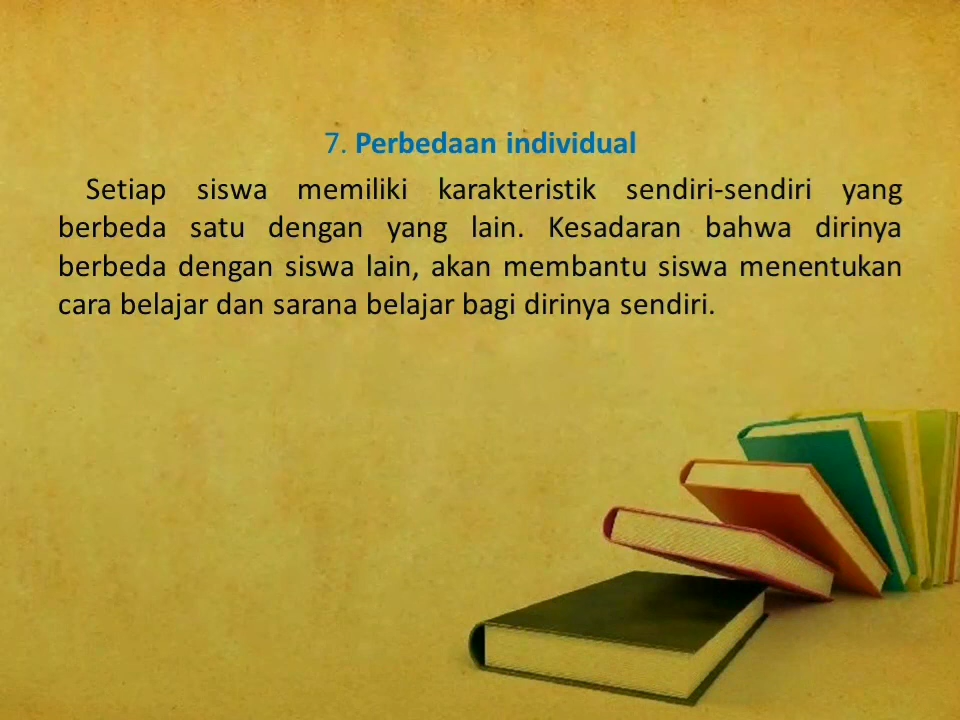 7. Perbedaan individual
Setiap siswa memiliki karakteristik sendiri-sendiri yang
berbeda satu dengan yang lain. Kesadaran bahwa dirinya
berbeda dengan siswa lain, akan membantu siswa menentukan
cara belajar dan sarana belajar bagi dirinya sendiri.